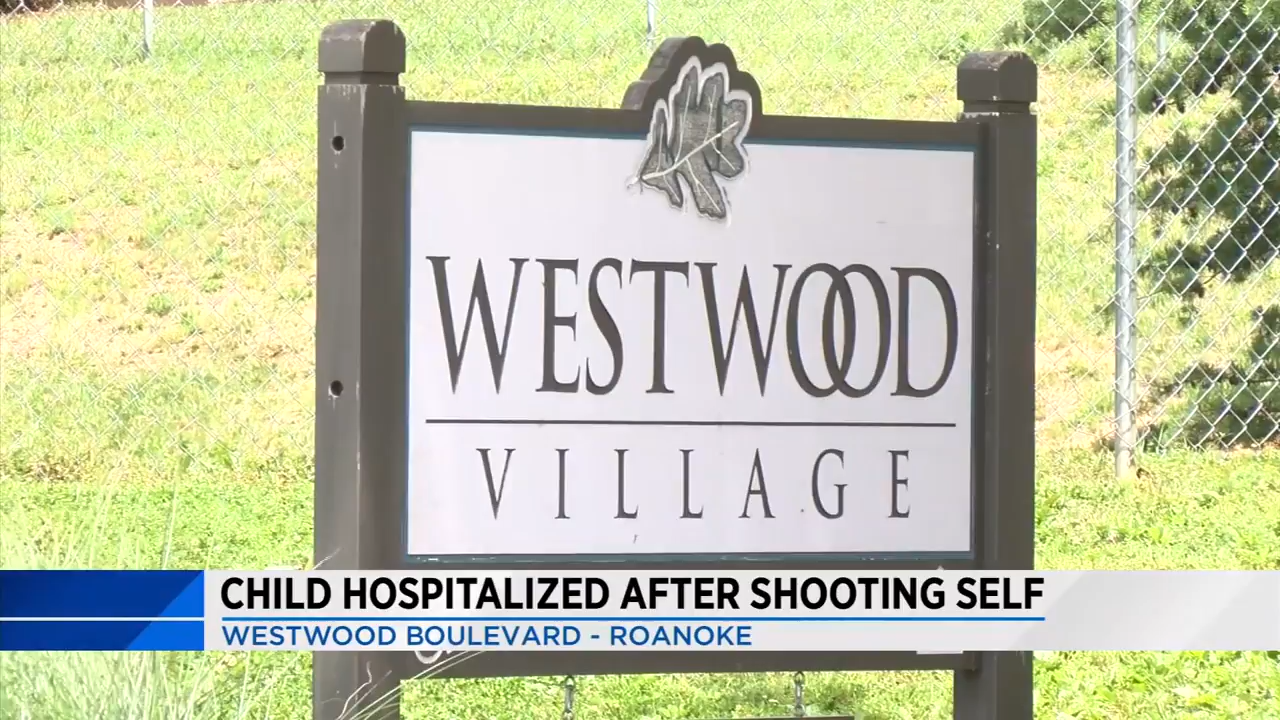 WESTWOOD
VILLAGE
CHILD HOSPITALIZED AFTER SHOOTING SELF
WESTWOOD BOULEVARD - ROANOKE